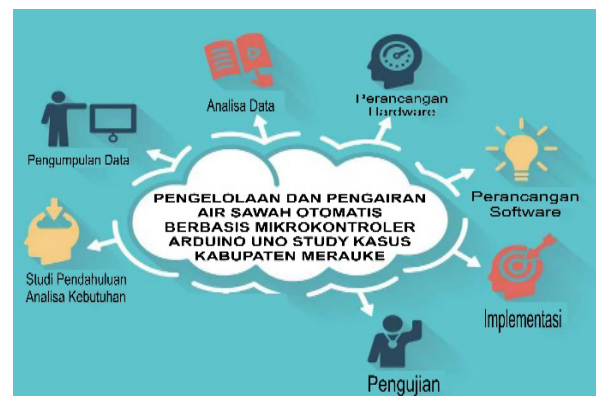 Analisa Data
Perancangan
Hardware
Pengumpulan Data
Perancangan
Software
PENGELOLAAN DAN PENGAIRAN
AIR SAWAH OTOMATIS
BERBASIS MIKROKONTROLER
ARDUINO UNO STUDY KASUS
KABUPATEN MERAUKE
Studi Pendahuluan
Analisa Kebutuhan
Implementasi
Pengujian